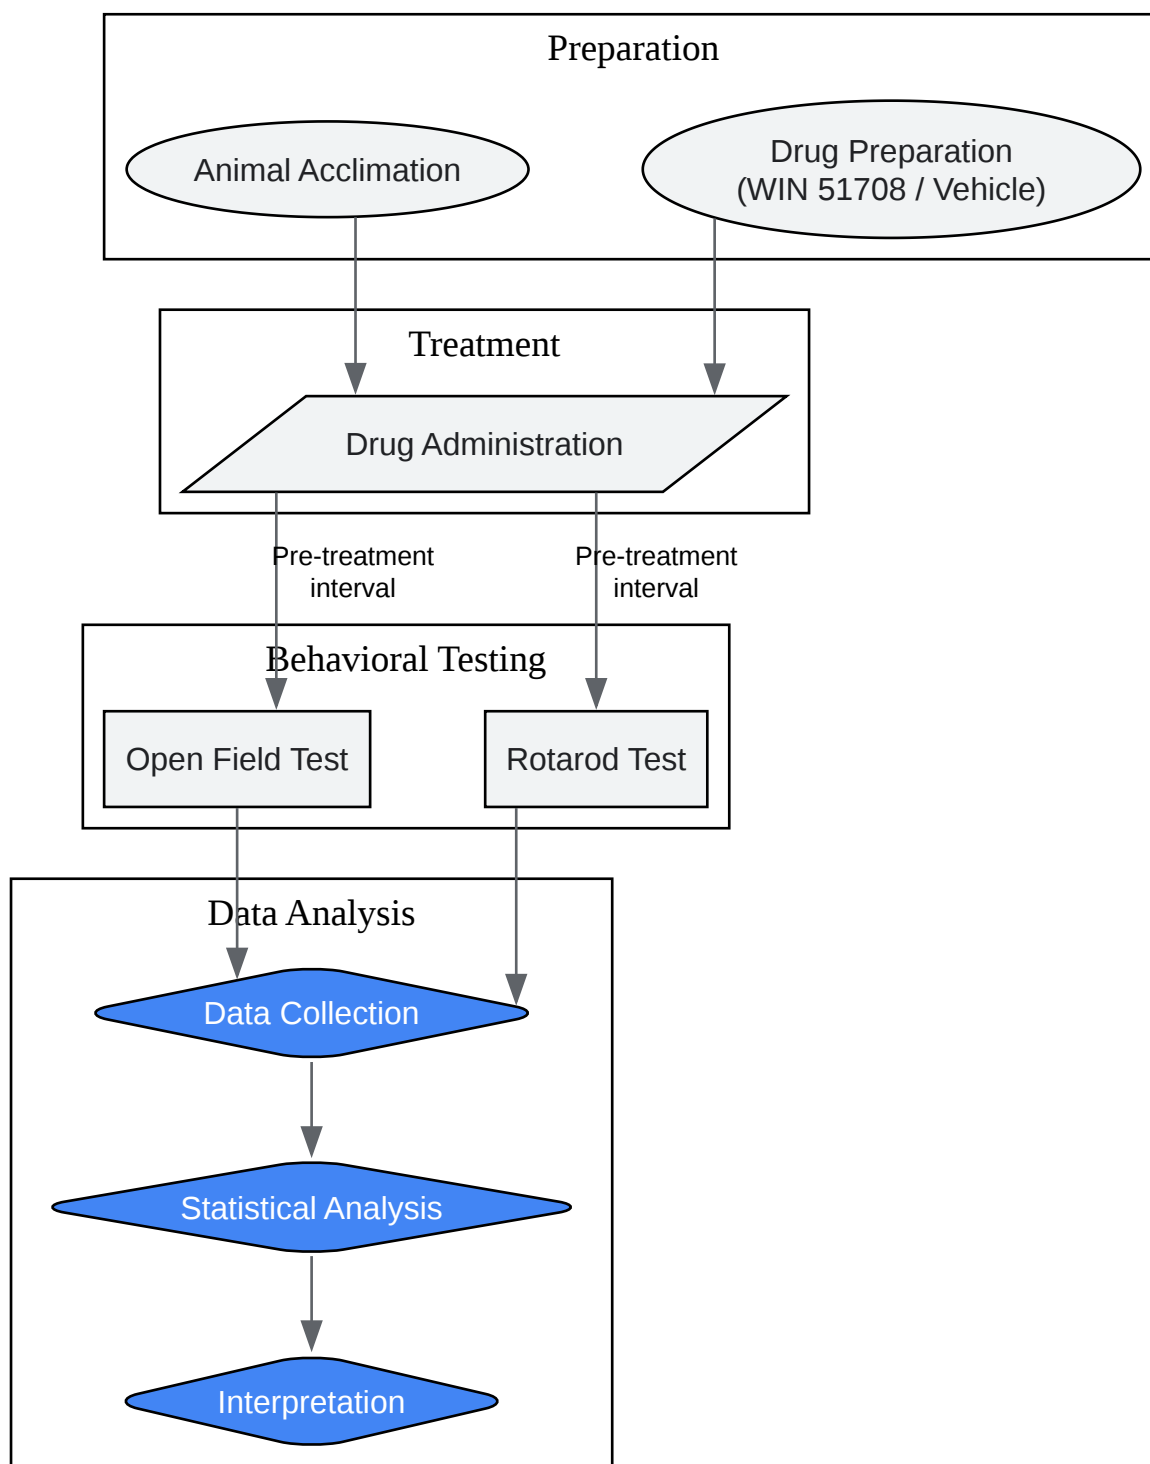 Preparation
Animal Acclimation
Drug Preparation
(WIN 51708 / Vehicle)
Treatment
Drug Administration
Pre-treatment
interval
Pre-treatment
interval
Behavioral Testing
Open Field Test
Rotarod Test
Data Analysis
Data Collection
Statistical Analysis
Interpretation